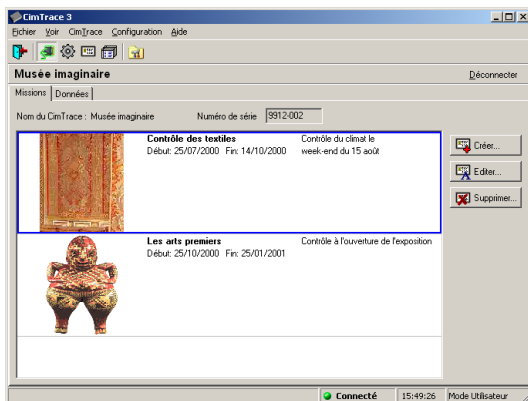 CimTrace 3
Fichier Voir CimTrace Configuration Aide
Musée imaginaire Déconnecter
Missions Données
Nom du CimTrace : Musée imaginaire Numéro de série 9912-002
Contrôle des textiles Contrôle du climat le
Début: 25/07/2000 Fin: 14/10/2000 week-end du 15 août
Créer...
Editer...
Supprimer...
Les arts premiers Contrôle à l'ouverture de l'exposition
Début: 25/10/2000 Fin: 25/01/2001
Connecté 15:49:26 Mode Utilisateur